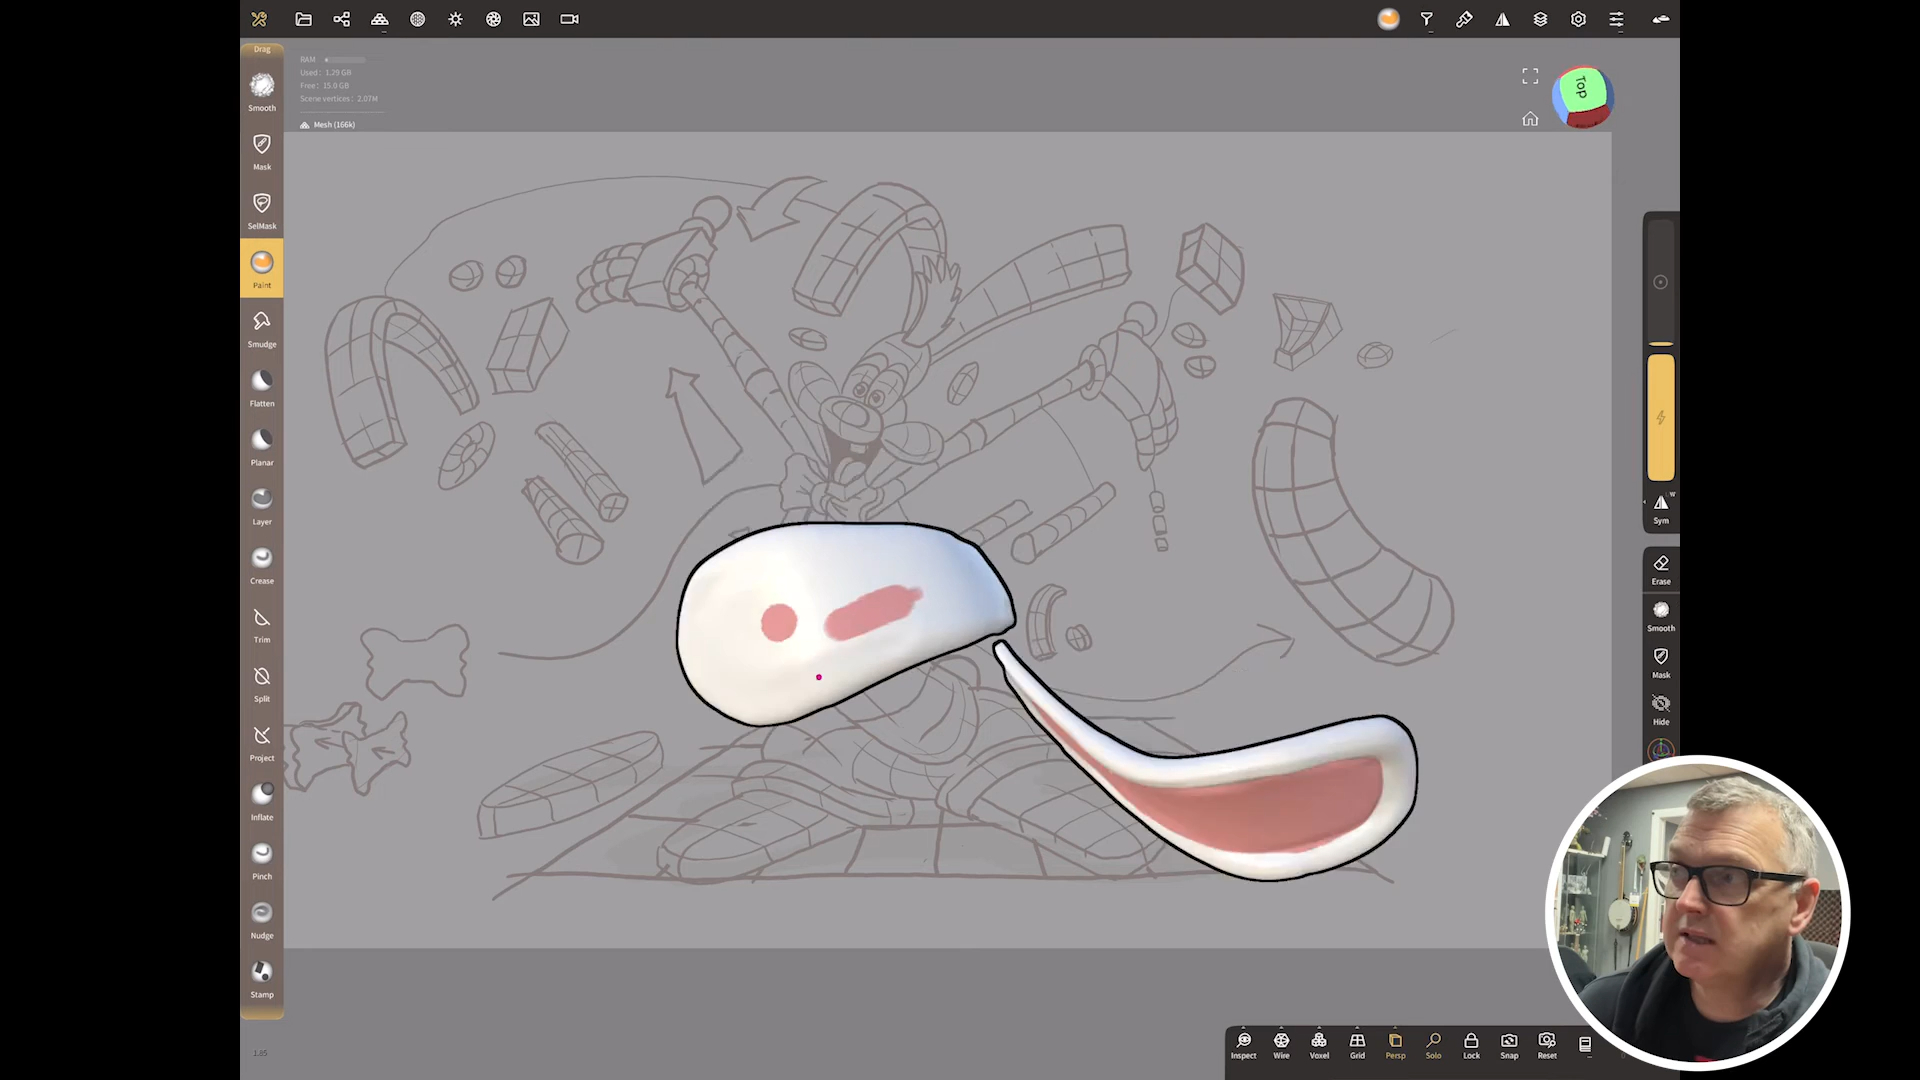 Drag
RAM
Used : 1.29 GB
Free : 15.0 GB
Scene vertices : 2.07M
Mesh (166k)
TOP
Smooth
Mask
SelMask
Paint
Smudge
Flatten
Planar
Layer
Crease
Trim
Split
Project
Inflate
Pinch
Nudge
Stamp
1.85
W
Sym
Erase
Smooth
Mask
Hide
Inspect
Wire
Voxel
Grid
Persp
Solo
Lock
Snap
Reset